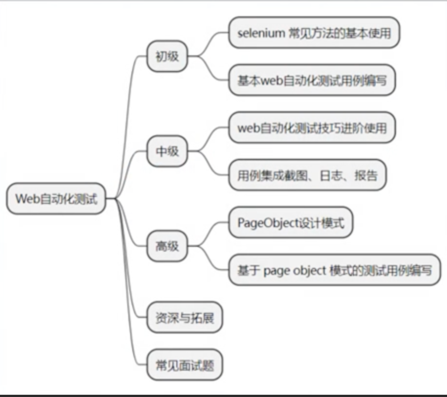 Web自动化测试
初级
selenium 常见方法的基本使用
基本web自动化测试用例编写
中级
web自动化测试技巧进阶使用
用例集成截图、日志、报告
高级
PageObject设计模式
基于 page object 模式的测试用例编写
资深与拓展
常见面试题